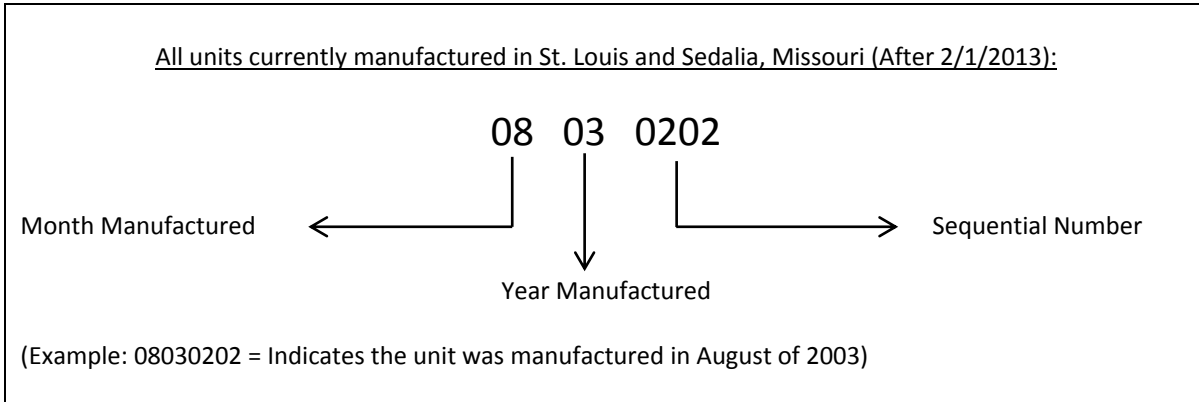 All units currently manufactured in St. Louis and Sedalia, Missouri (After 2/1/2013):
08 03 0202
Month Manufactured
Sequential Number
Year Manufactured
(Example: 08030202 = Indicates the unit was manufactured in August of 2003)